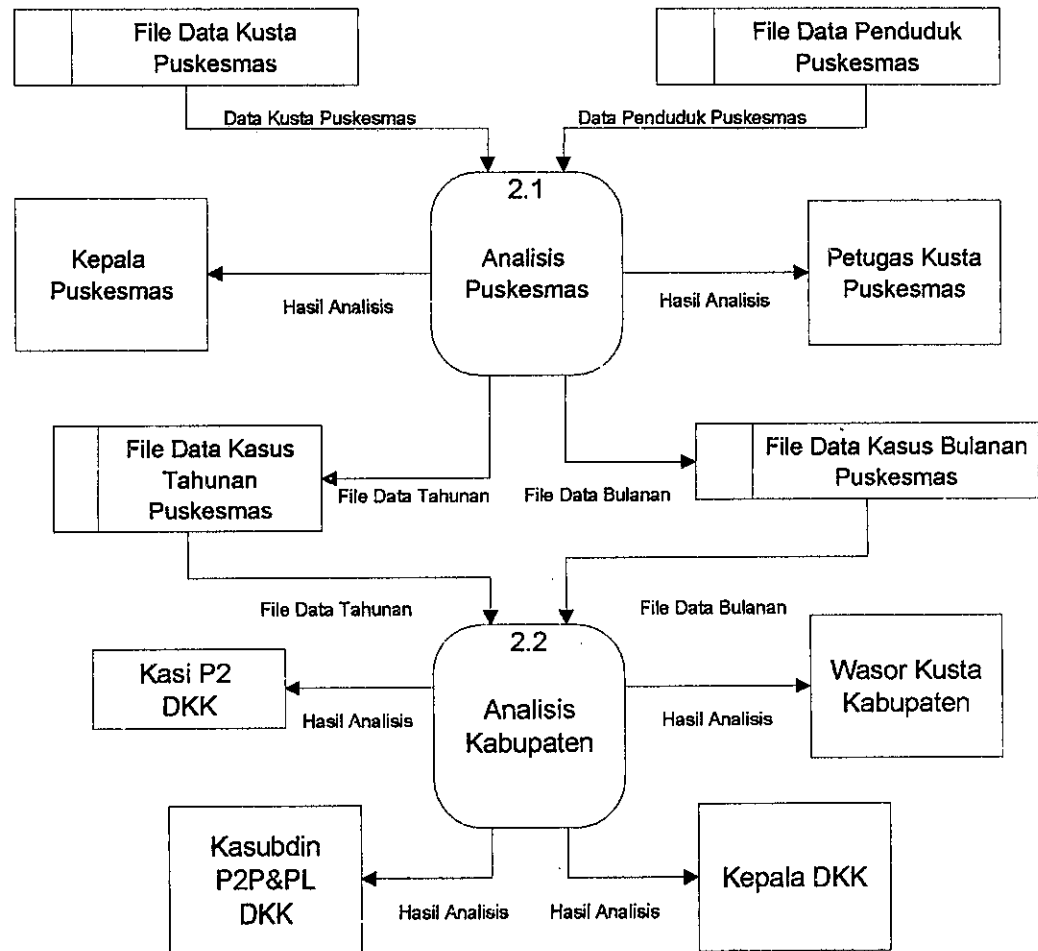 File Data Kusta
Puskesmas
File Data Penduduk
Puskesmas
Data Kusta Puskesmas
Data Penduduk Puskesmas
2.1
Analisis
Puskesmas
Kepala
Puskesmas
Hasil Analisis
Petugas Kusta
Puskesmas
Hasil Analisis
File Data Kasus
Tahunan
Puskesmas
File Data Tahunan
File Data Bulanan
File Data Kasus Bulanan
Puskesmas
File Data Tahunan
File Data Bulanan
2.2
Analisis
Kabupaten
Kasi P2
DKK
Hasil Analisis
Wasor Kusta
Kabupaten
Hasil Analisis
Kasubdin
P2P&PL
DKK
Hasil Analisis
Hasil Analisis
Kepala DKK